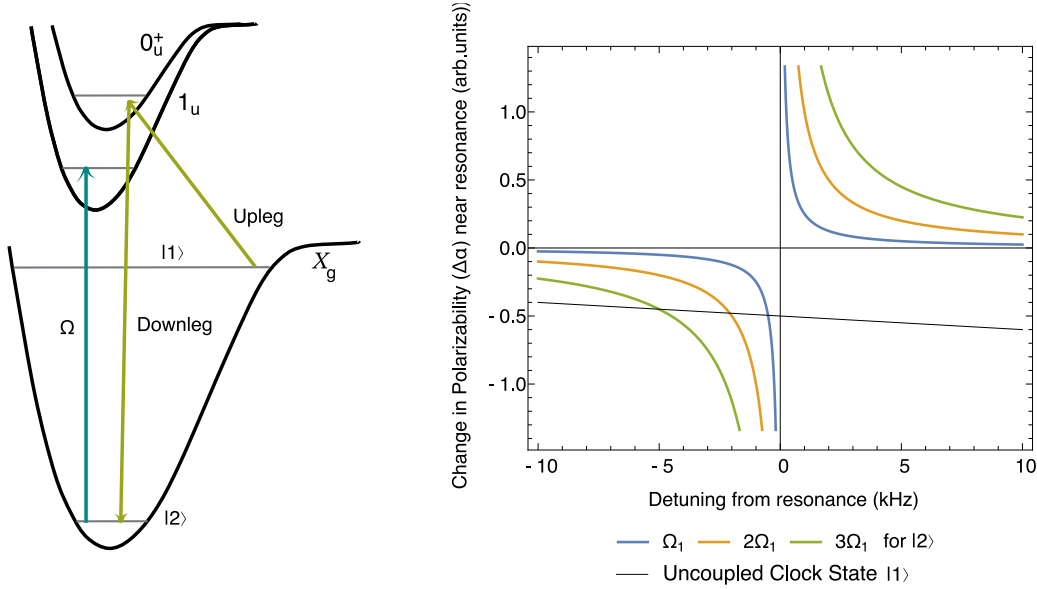 0u+
1u
Upleg
|1⟩
Xg
Ω
Downleg
|2⟩
Change in Polarizability (Δα) near resonance (arb.units))
1.0
0.5
0.0
- 0.5
- 1.0
- 10
- 5
0
5
10
Detuning from resonance (kHz)
Ω1 2Ω1 3Ω1 for |2⟩
Uncoupled Clock State |1⟩